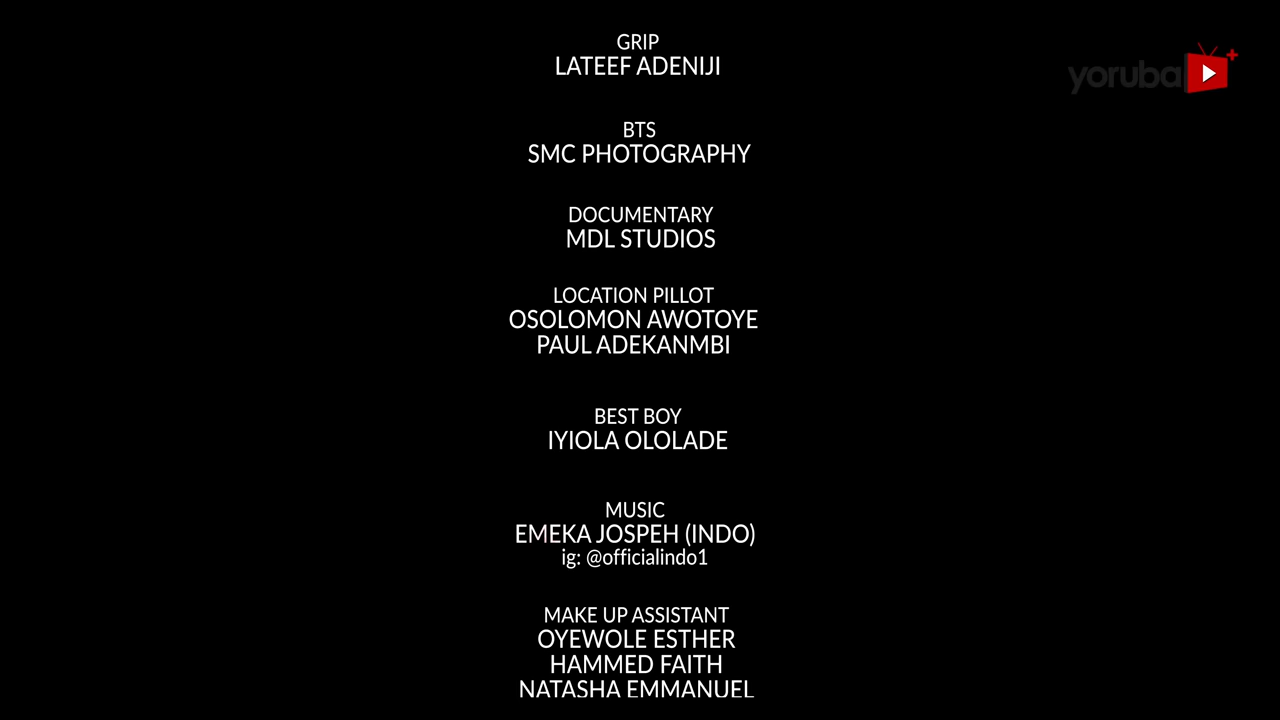 GRIP
LATEEF ADENIJI
yoruba
BTS
SMC PHOTOGRAPHY
DOCUMENTARY
MDL STUDIOS
LOCATION PILLOT
OSOLOMON AWOTOYE
PAUL ADEKANMBI
BEST BOY
IYIOLA OLOLADE
MUSIC
EMEKA JOSPEH (INDO)
ig: @officialindo1
MAKE UP ASSISTANT
OYEWOLE ESTHER
HAMMED FAITH
NATASHA EMMANUEL